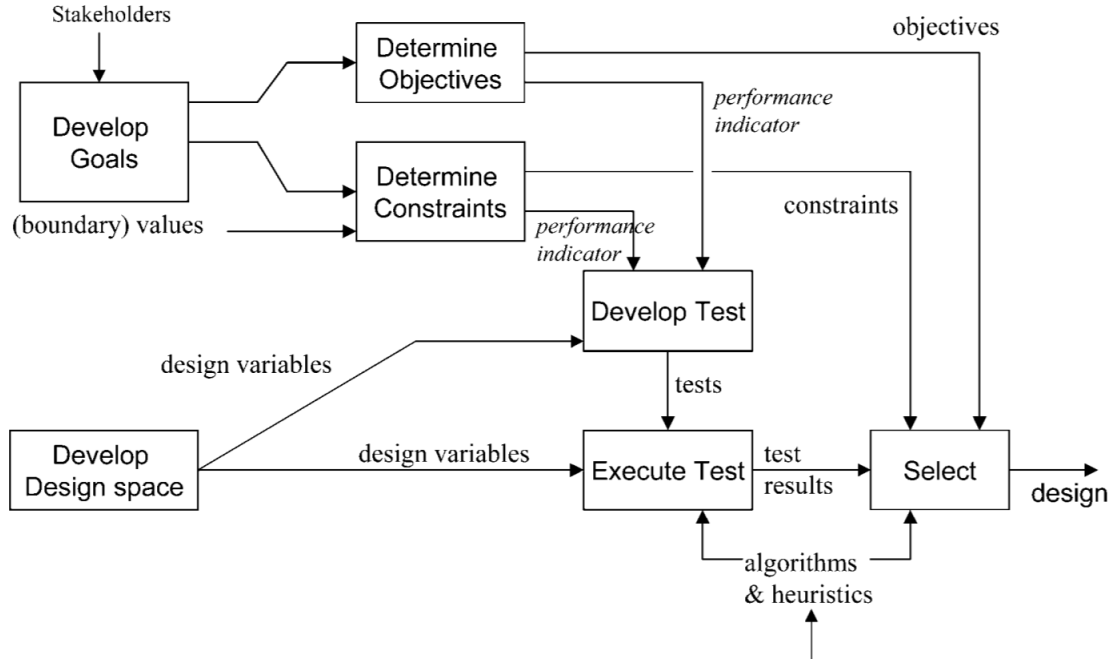 Stakeholders
objectives
Determine
Objectives
performance
indicator
Develop
Goals
Determine
Constraints
constraints
(boundary) values
performance
indicator
Develop Test
design variables
tests
Develop
Design space
design variables
Execute Test
test
results
Select
design
algorithms
& heuristics